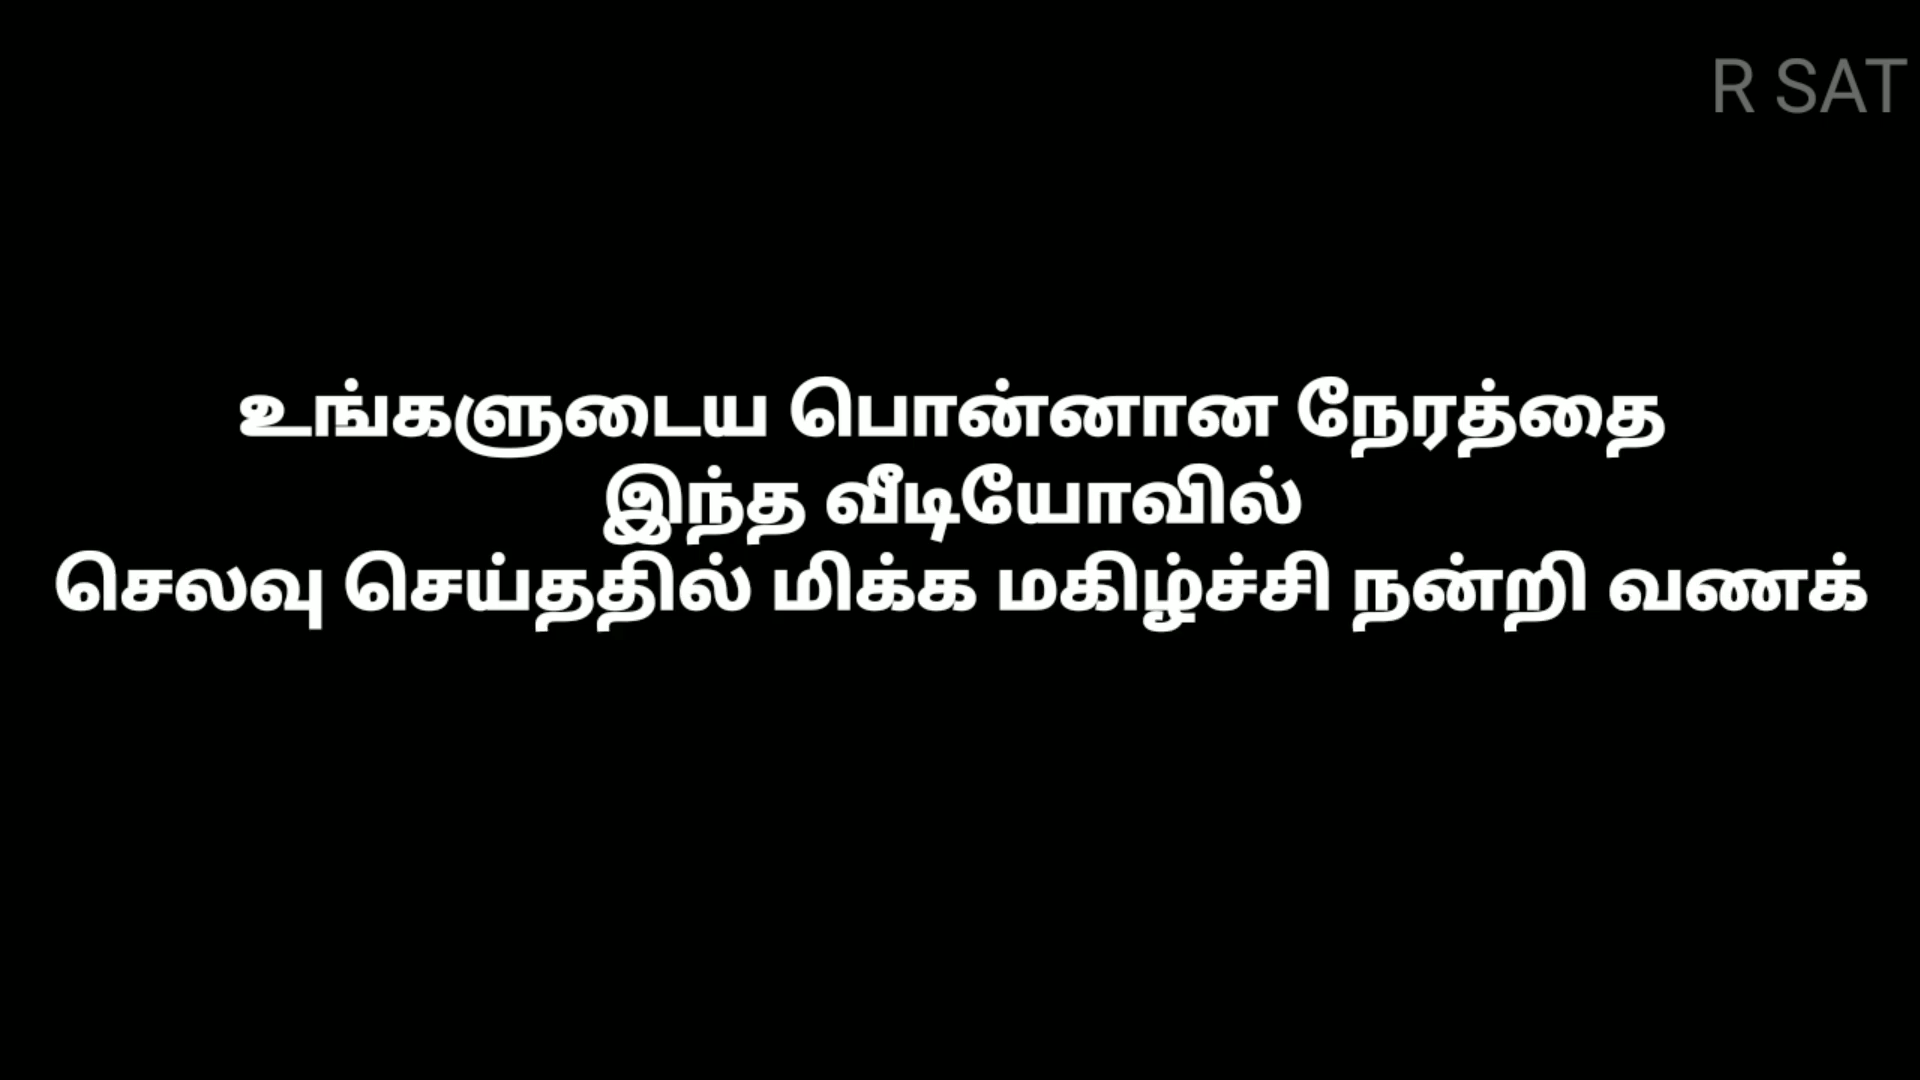 R SAT
உங்களுடைய பொன்னான நேரத்தை
இந்த வீடியோவில்
செலவு செய்ததில் மிக்க மகிழ்ச்சி நன்றி வணக்